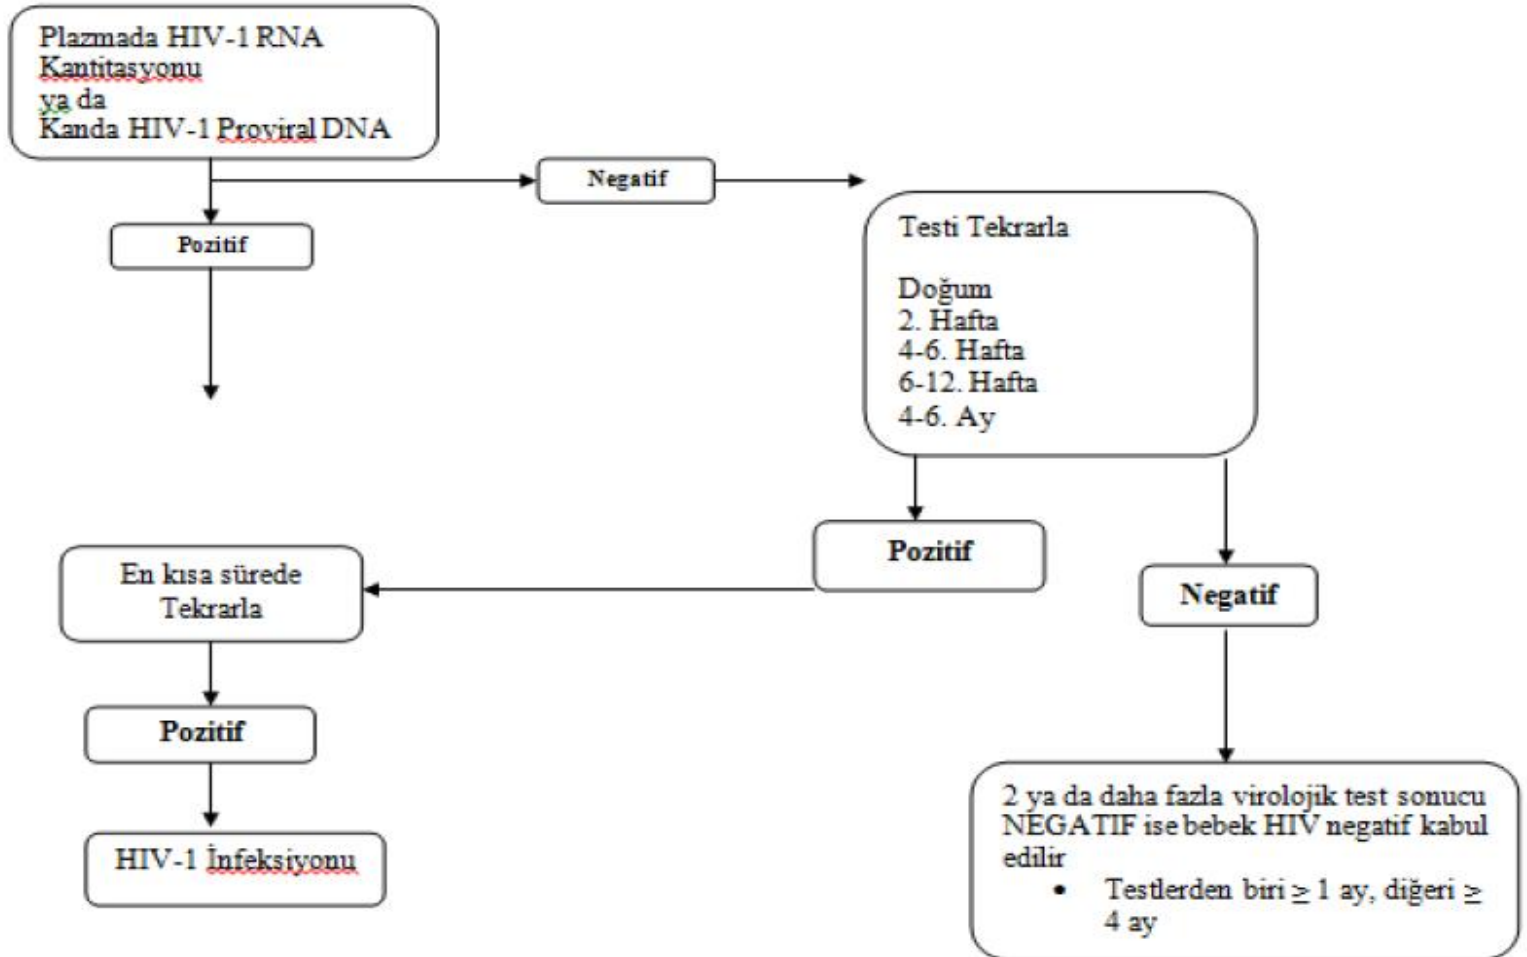 Plazmada HIV-1 RNA
Kantitasyonu
ya da
Kanda HIV-1 Proviral DNA
Negatif
Pozitif
Testi Tekrarla
Doğum
2. Hafta
4-6. Hafta
6-12. Hafta
4-6. Ay
Pozitif
Negatif
En kısa sürede
Tekrarla
Pozitif
HIV-1 İnfeksiyonu
2 ya da daha fazla virolojik test sonucu
NEGATIF ise bebek HIV negatif kabul
edilir
• Testlerden biri ≥ 1 ay, diğeri ≥
4 ay